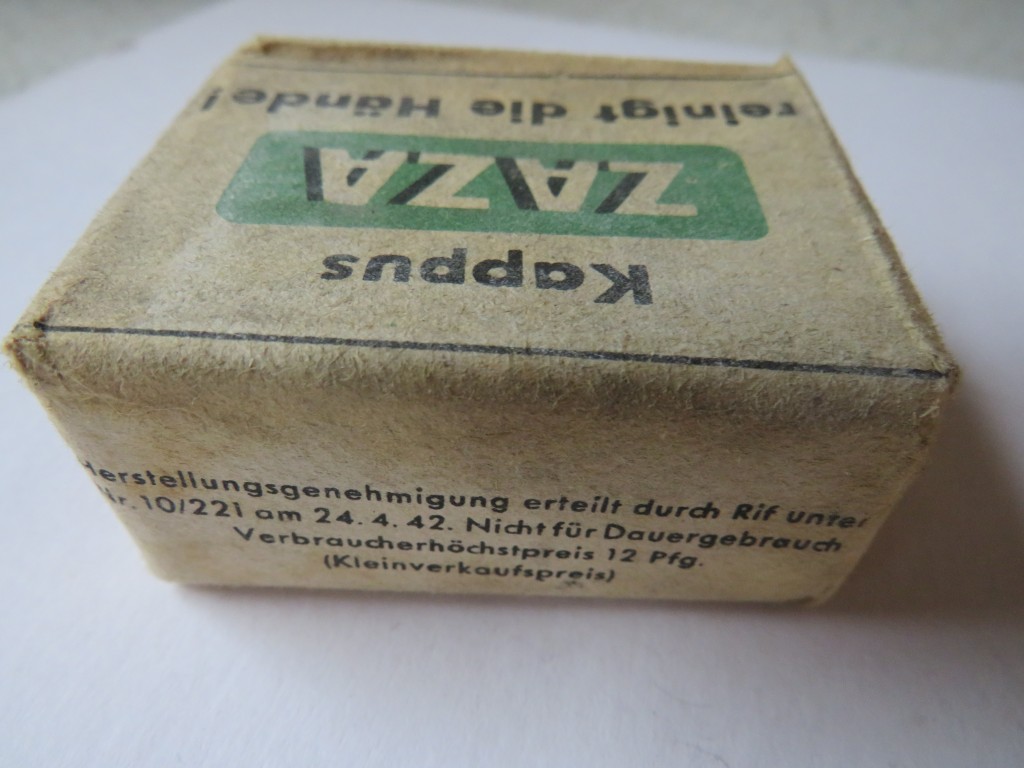 Kappus
ZAZA
reinigt die Hände!
Herstellungsgenehmigung erteilt durch Rif unter
Nr. 10/221 am 24. 4. 42. Nicht für Dauergebrauch
Verbraucherhöchstpreis 12 Pfg.
(Kleinverkaufspreis)